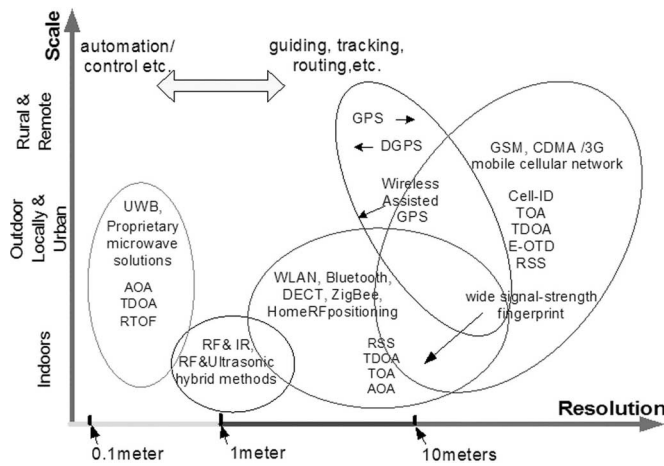 Scale
automation/
control etc.
guiding, tracking,
routing,etc.
Rural &
Remote
Outdoor
Locally &
Urban
Indoors
GPS
DGPS
Wireless
Assisted
GPS
GSM, CDMA /3G
mobile cellular network
Cell-ID
TOA
TDOA
E-OTD
RSS
UWB,
Proprietary
microwave
solutions
AOA
TDOA
RTOF
WLAN, Bluetooth,
DECT, ZigBee,
HomeRFpositioning
RSS
TDOA
TOA
AOA
wide signal-strength
fingerprint
RF& IR,
RF&Ultrasonic
hybrid methods
Resolution
0.1meter
1meter
10meters